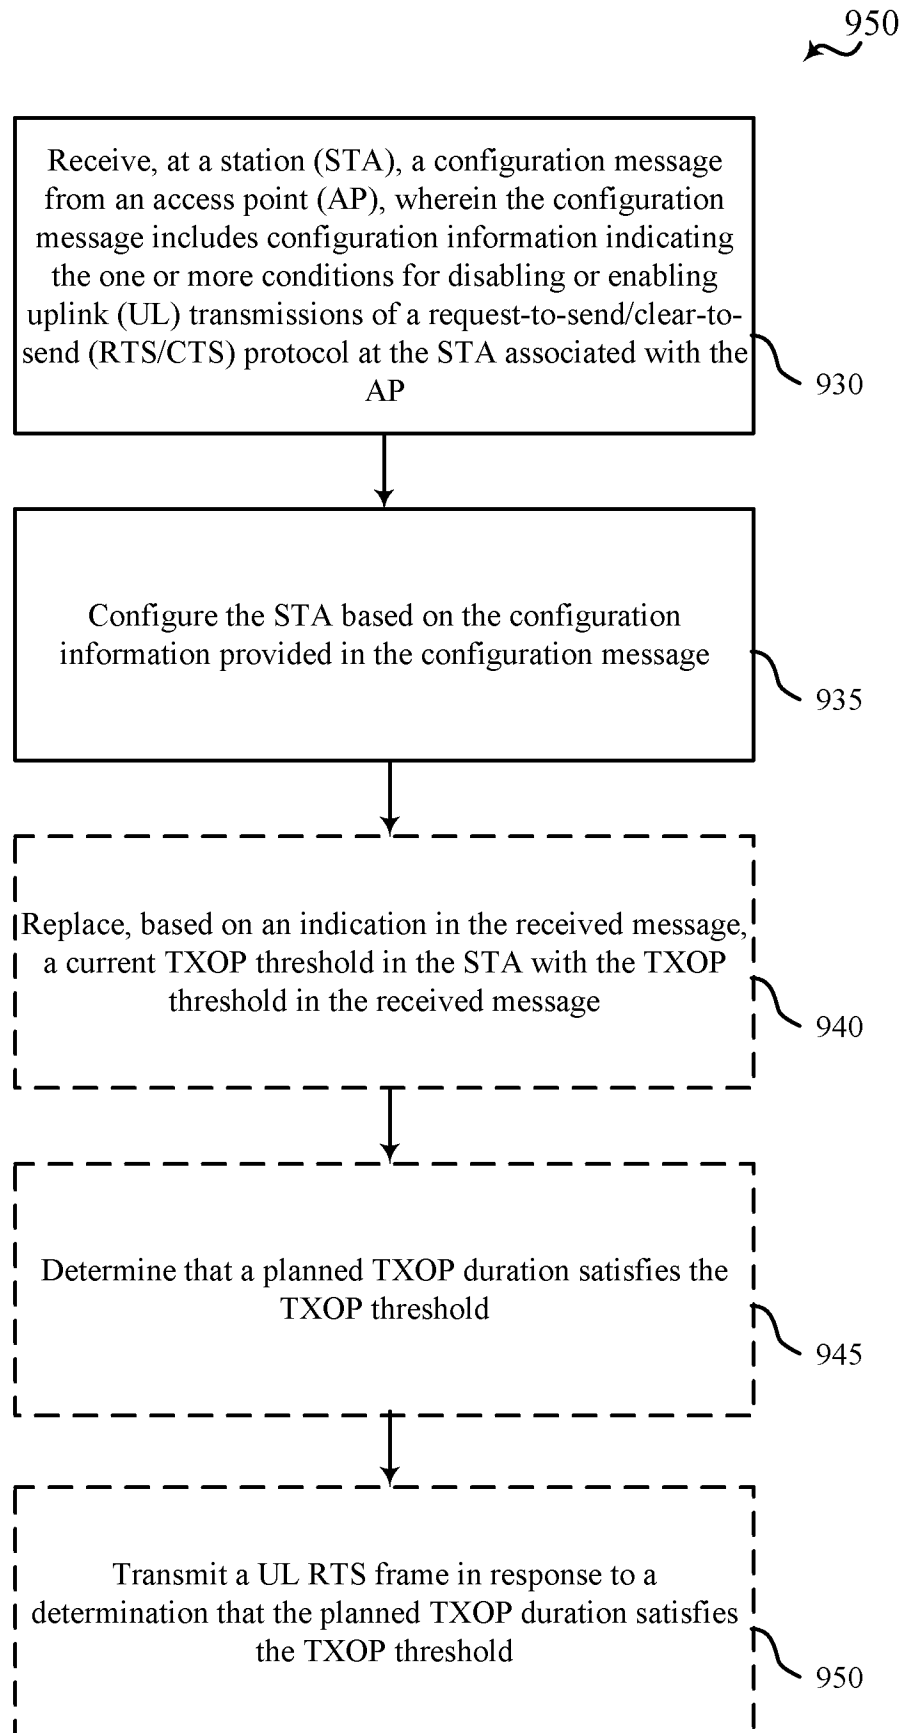 950
Receive, at a station (STA), a configuration message
from an access point (AP), wherein the configuration
message includes configuration information indicating
the one or more conditions for disabling or enabling
uplink (UL) transmissions of a request-to-send/clear-to-
send (RTS/CTS) protocol at the STA associated with the
AP
930
Configure the STA based on the configuration
information provided in the configuration message
935
Replace, based on an indication in the received message,
a current TXOP threshold in the STA with the TXOP
threshold in the received message
940
Determine that a planned TXOP duration satisfies the
TXOP threshold
945
Transmit a UL RTS frame in response to a
determination that the planned TXOP duration satisfies
the TXOP threshold
950